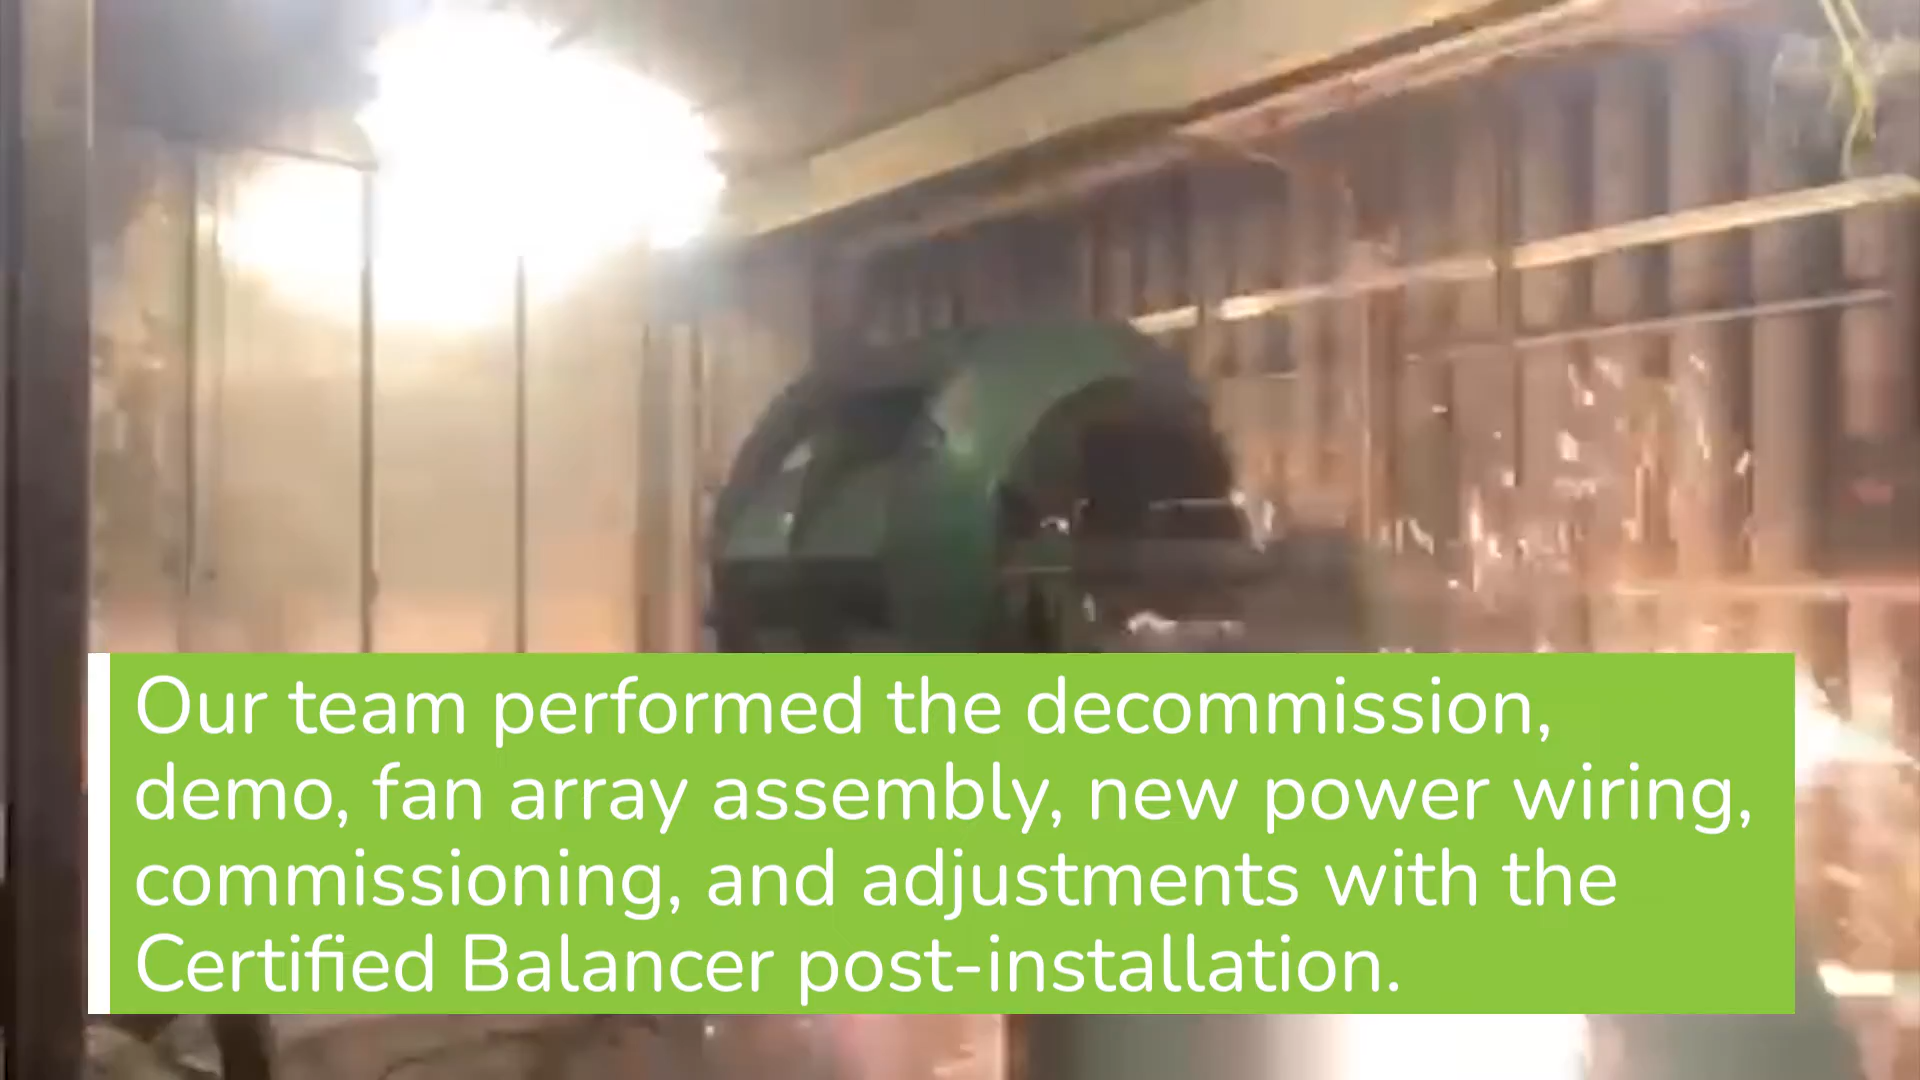 Our team performed the decommission,
demo, fan array assembly, new power wiring,
commissioning, and adjustments with the
Certified Balancer post-installation.